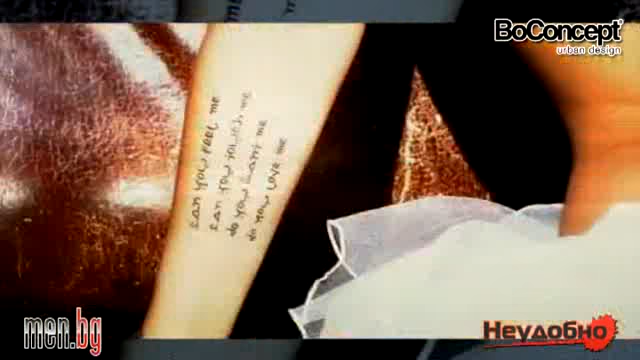 BoConcept®
urban design
can you feel me
can you touch me
do you want me
do you love me
men.bg
Неудобно